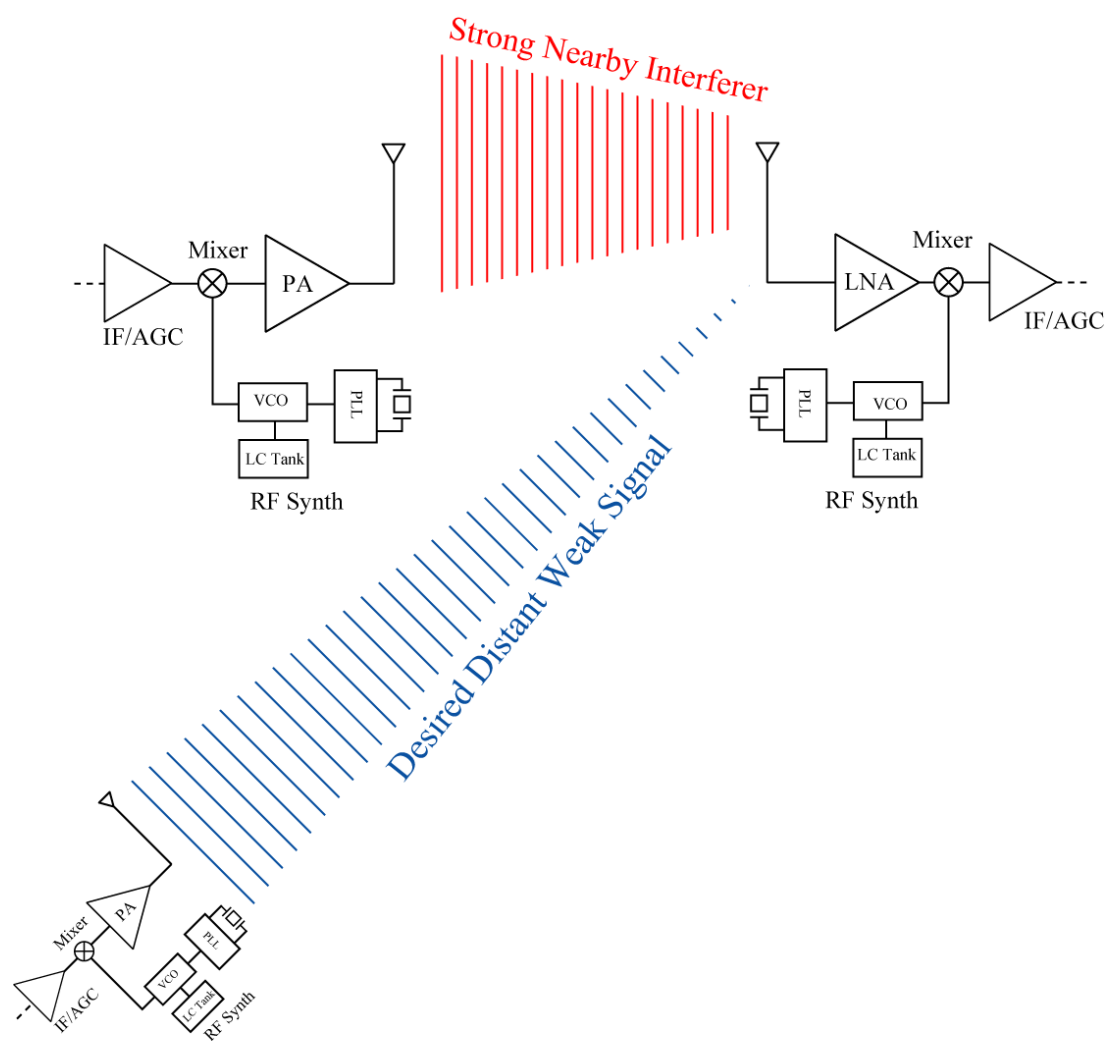 Strong Nearby Interferer
Mixer
PA
IF/AGC
VCO
PLL
LC Tank
RF Synth
Mixer
LNA
IF/AGC
PLL
VCO
LC Tank
RF Synth
Desired Distant Weak Signal
Mixer
PA
IF/AGC
PLL
VCO
LC Tank
RF Synth